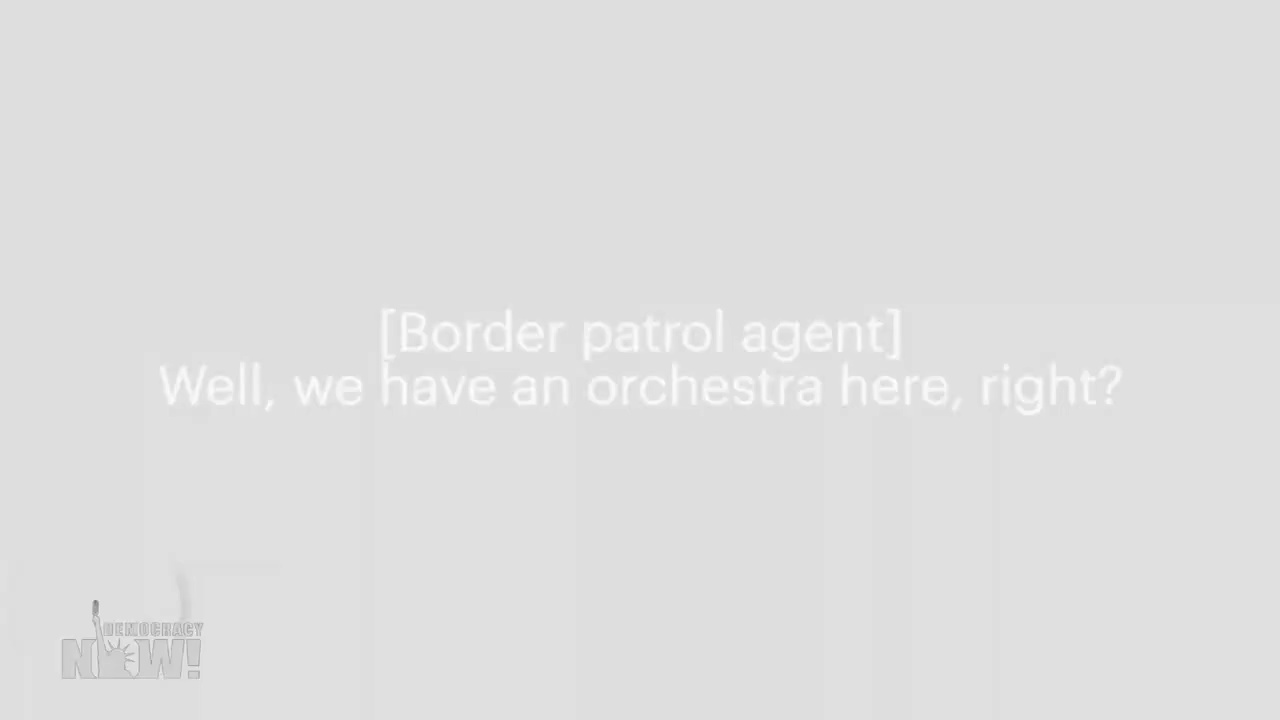 [Border patrol agent]
Well, we have an orchestra here, right?
DEMOCRACY
NOW!